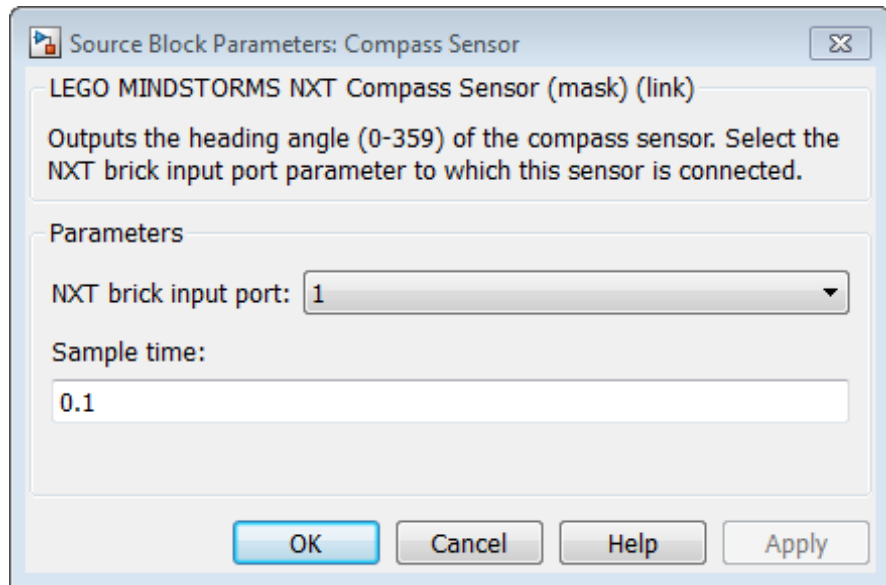 Source Block Parameters: Compass Sensor
LEGO MINDSTORMS NXT Compass Sensor (mask) (link)
Outputs the heading angle (0-359) of the compass sensor. Select the
NXT brick input port parameter to which this sensor is connected.
Parameters
NXT brick input port: 1
Sample time:
0.1
OK Cancel Help Apply